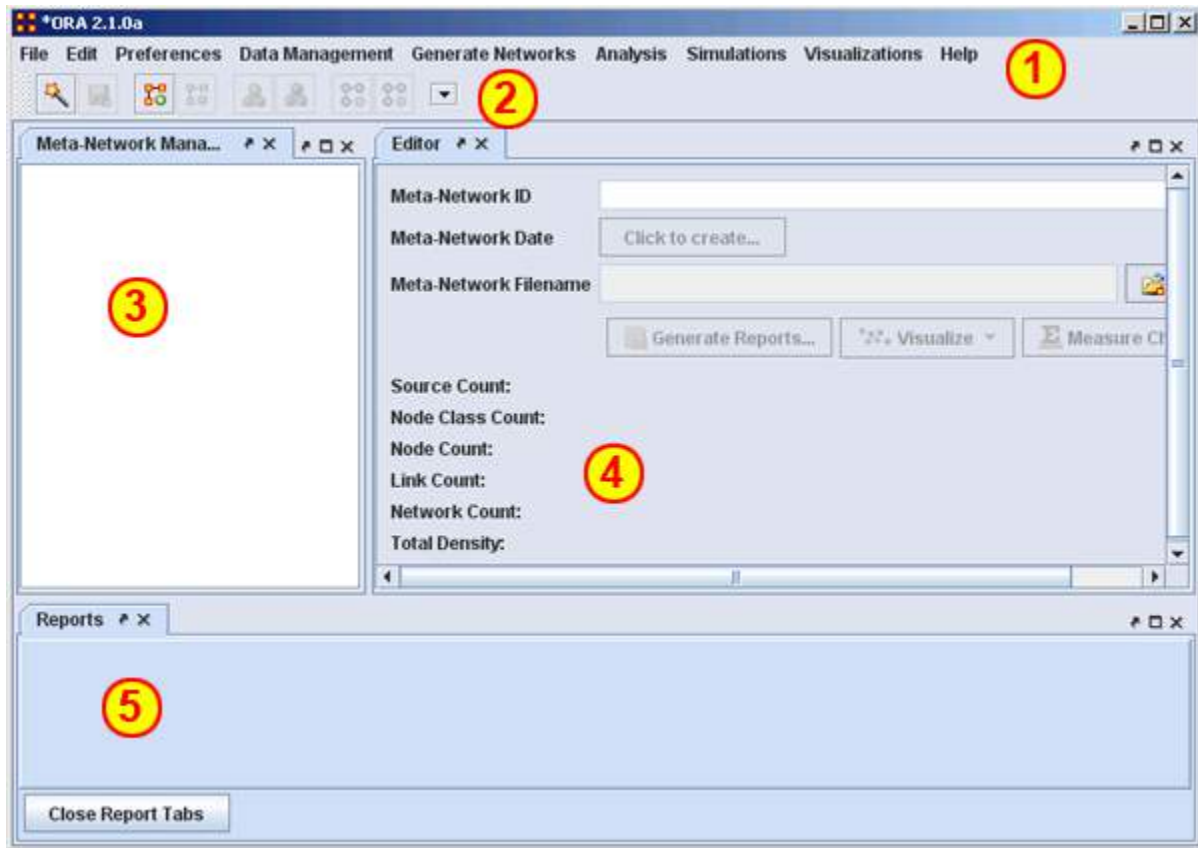 *ORA 2.1.0a
File Edit Preferences Data Management Generate Networks Analysis Simulations Visualizations Help
1
2
Meta-Network Mana...
Editor
Meta-Network ID
Meta-Network Date Click to create...
Meta-Network Filename
Generate Reports... Visualize Σ Measure Ch
3
Source Count:
Node Class Count:
Node Count:
Link Count:
Network Count:
Total Density:
4
Reports
5
Close Report Tabs